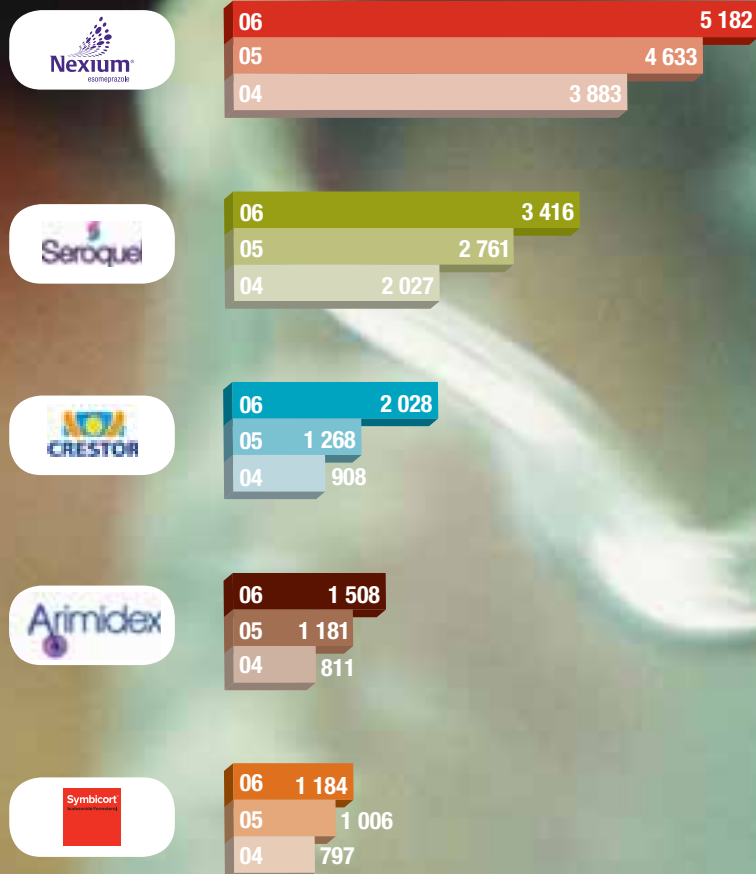 Nexium®
esomeprazole
06 5 182
05 4 633
04 3 883
Seroquel
06 3 416
05 2 761
04 2 027
CRESTOR
06 2 028
05 1 268
04 908
Arimidex
06 1 508
05 1 181
04 811
Symbicort
06 1 184
05 1 006
04 797